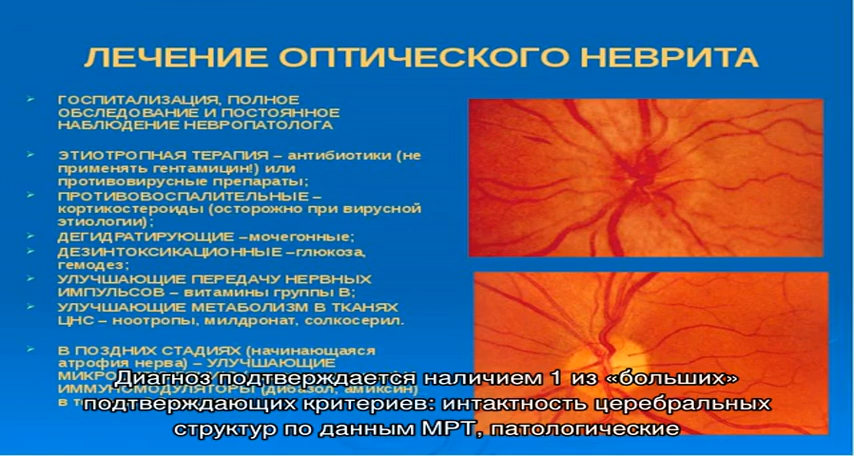 ЛЕЧЕНИЕ ОПТИЧЕСКОГО НЕВРИТА
ГОСПИТАЛИЗАЦИЯ, ПОЛНОЕ
ОБСЛЕДОВАНИЕ И ПОСТОЯННОЕ
НАБЛЮДЕНИЕ НЕВРОПАТОЛОГА
ЭТИОТРОПНАЯ ТЕРАПИЯ – антибиотики (не
применять гентамицин!) или
противовирусные препараты;
ПРОТИВОВОСПАЛИТЕЛЬНЫЕ –
кортикостероиды (осторожно при вирусной
этиологии);
ДЕГИДРАТИРУЮЩИЕ –мочегонные;
ДЕЗИНТОКСИКАЦИОННЫЕ –глюкоза,
гемодез;
УЛУЧШАЮЩИЕ ПЕРЕДАЧУ НЕРВНЫХ
ИМПУЛЬСОВ – витамины группы В;
УЛУЧШАЮЩИЕ МЕТАБОЛИЗМ В ТКАНЯХ
ЦНС – ноотропы, милдронат, солкосерил.
В ПОЗДНИХ СТАДИЯХ (начинающаяся
атрофия нерва) – УЛУЧШАЮЩИЕ
ИММУНОМОДУЛЯТОРЫ (дибазол, амиксин)
Диагноз подтверждается наличием 1 из «больших»
подтверждающих критериев: интактность церебральных
структур по данным МРТ, патологические